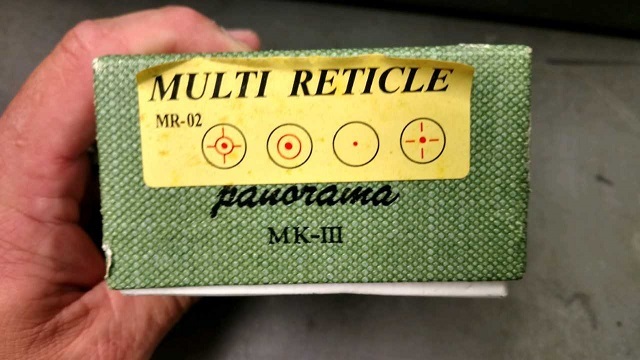 MULTI RETICLE
MR-02
panorama
MK-III